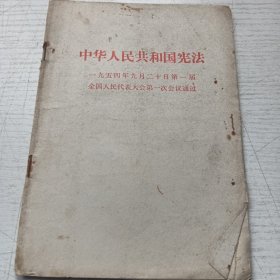 中华人民共和国宪法
一九五四年九月二十日第一届
全国人民代表大会第一次会议通过